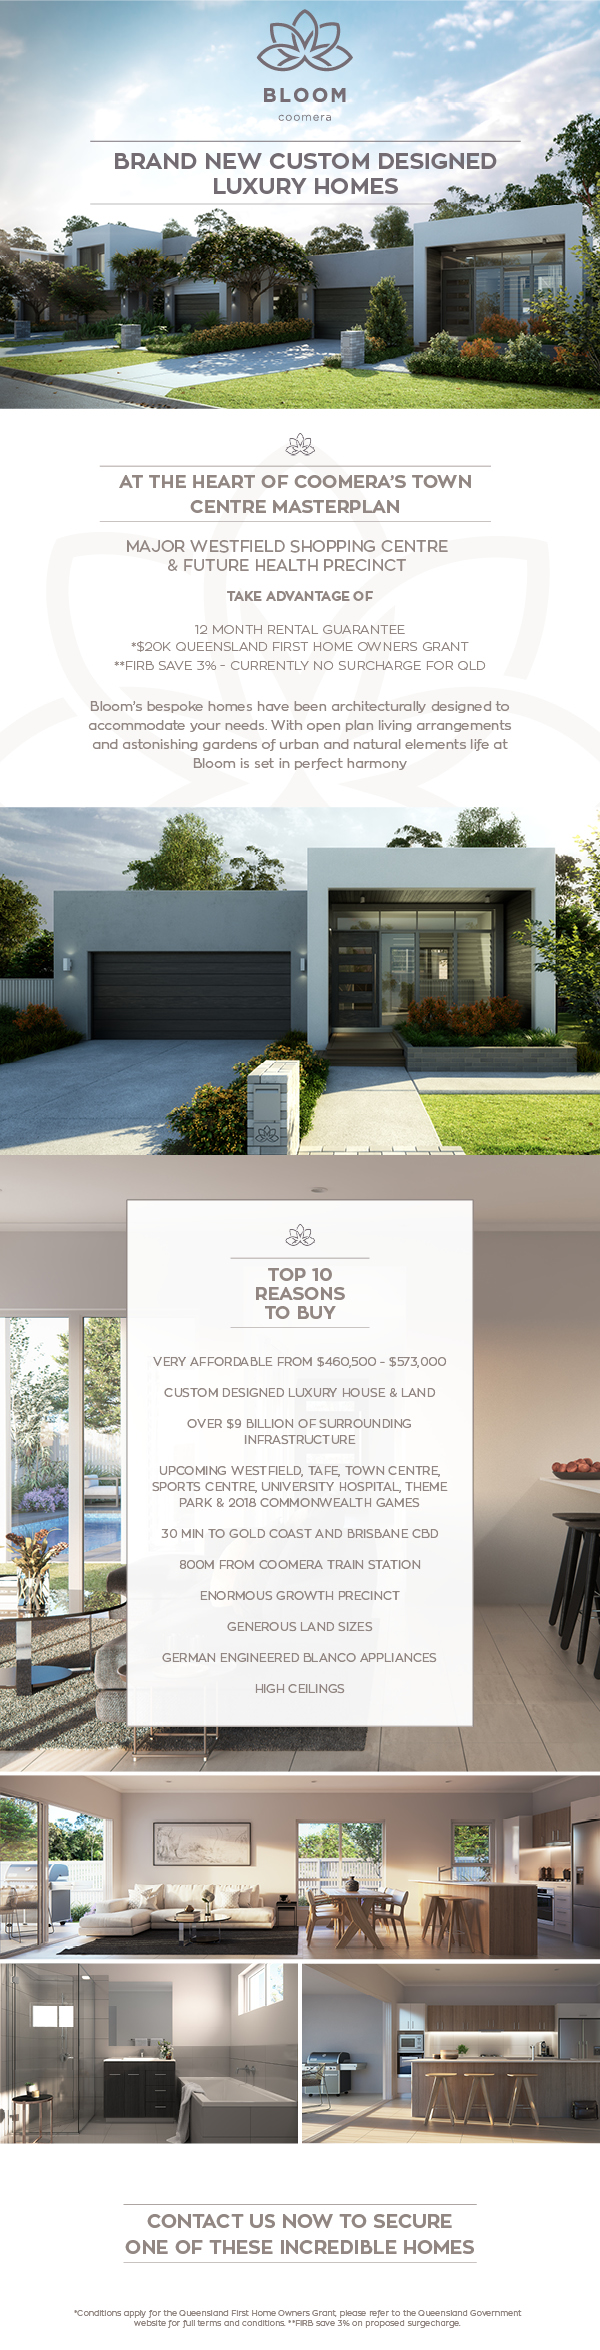 BLOOM
coomera
BRAND NEW CUSTOM DESIGNED
LUXURY HOMES
AT THE HEART OF COOMERA'S TOWN
CENTRE MASTERPLAN
MAJOR WESTFIELD SHOPPING CENTRE
& FUTURE HEALTH PRECINCT
TAKE ADVANTAGE OF
12 MONTH RENTAL GUARANTEE
*$20K QUEENSLAND FIRST HOME OWNERS GRANT
**FIRB SAVE 3% - CURRENTLY NO SURCHARGE FOR QLD
Bloom's bespoke homes have been architecturally designed to
accommodate your needs. With open plan living arrangements
and astonishing gardens of urban and natural elements life at
Bloom is set in perfect harmony
TOP 10
REASONS
TO BUY
VERY AFFORDABLE FROM $460,500 - $573,000
CUSTOM DESIGNED LUXURY HOUSE & LAND
OVER $9 BILLION OF SURROUNDING
INFRASTRUCTURE
UPCOMING WESTFIELD, TAFE, TOWN CENTRE,
SPORTS CENTRE, UNIVERSITY HOSPITAL, THEME
PARK & 2018 COMMONWEALTH GAMES
30 MIN TO GOLD COAST AND BRISBANE CBD
800M FROM COOMERA TRAIN STATION
ENORMOUS GROWTH PRECINCT
GENEROUS LAND SIZES
GERMAN ENGINEERED BLANCO APPLIANCES
HIGH CEILINGS
CONTACT US NOW TO SECURE
ONE OF THESE INCREDIBLE HOMES
*Conditions apply for the Queensland First Home Owners Grant, please refer to the Queensland Government
website for full terms and conditions. **FIRB save 3% on proposed surgecharge.